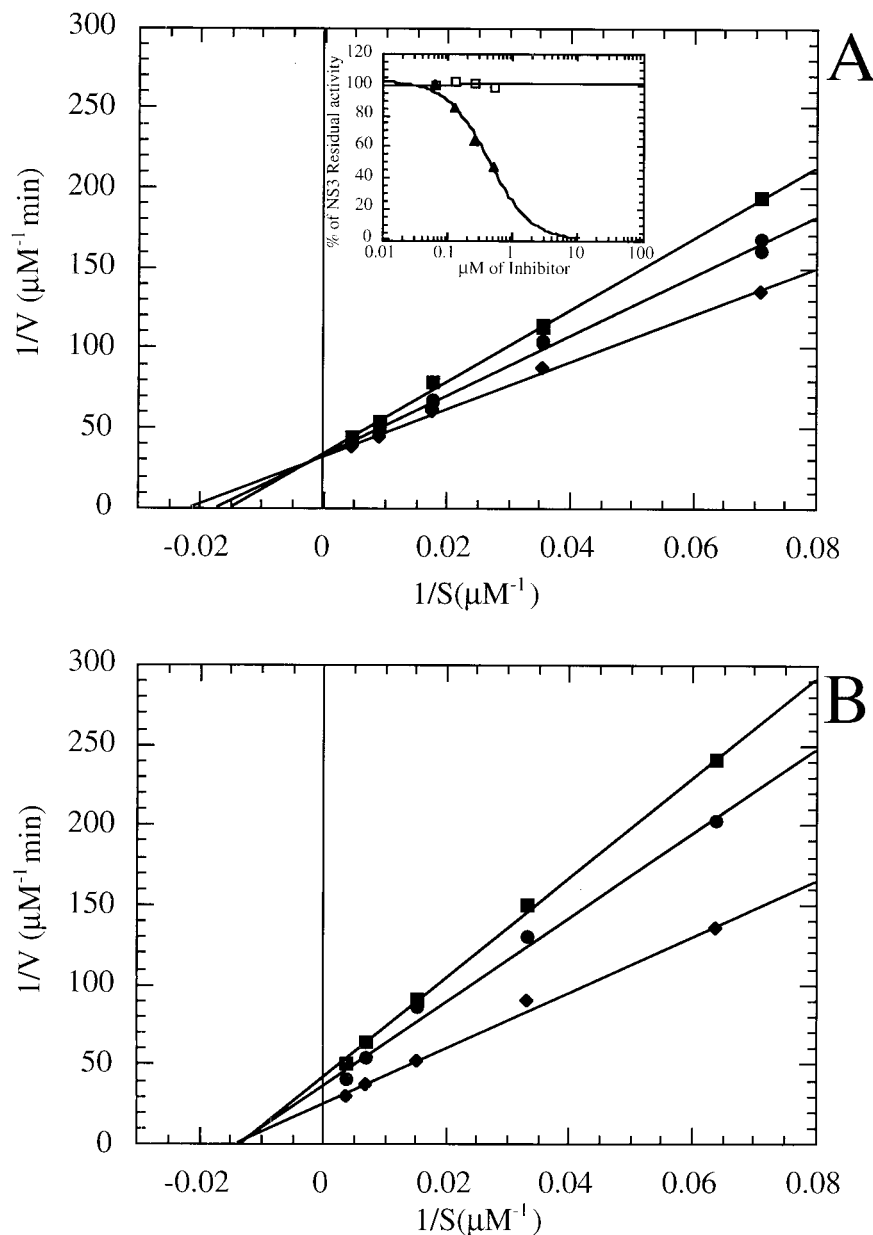 A
300
250
200
150
100
50
0
1/V (µM⁻¹ min)
-0.02 0 0.02 0.04 0.06 0.08
1/S(µM⁻¹)
120
100
80
60
40
20
0
% of NS3 Residual activity
0.01 0.1 1 10 100
µM of Inhibitor
B
300
250
200
150
100
50
0
1/V (µM⁻¹min)
-0.02 0 0.02 0.04 0.06 0.08
1/S(µM⁻¹)